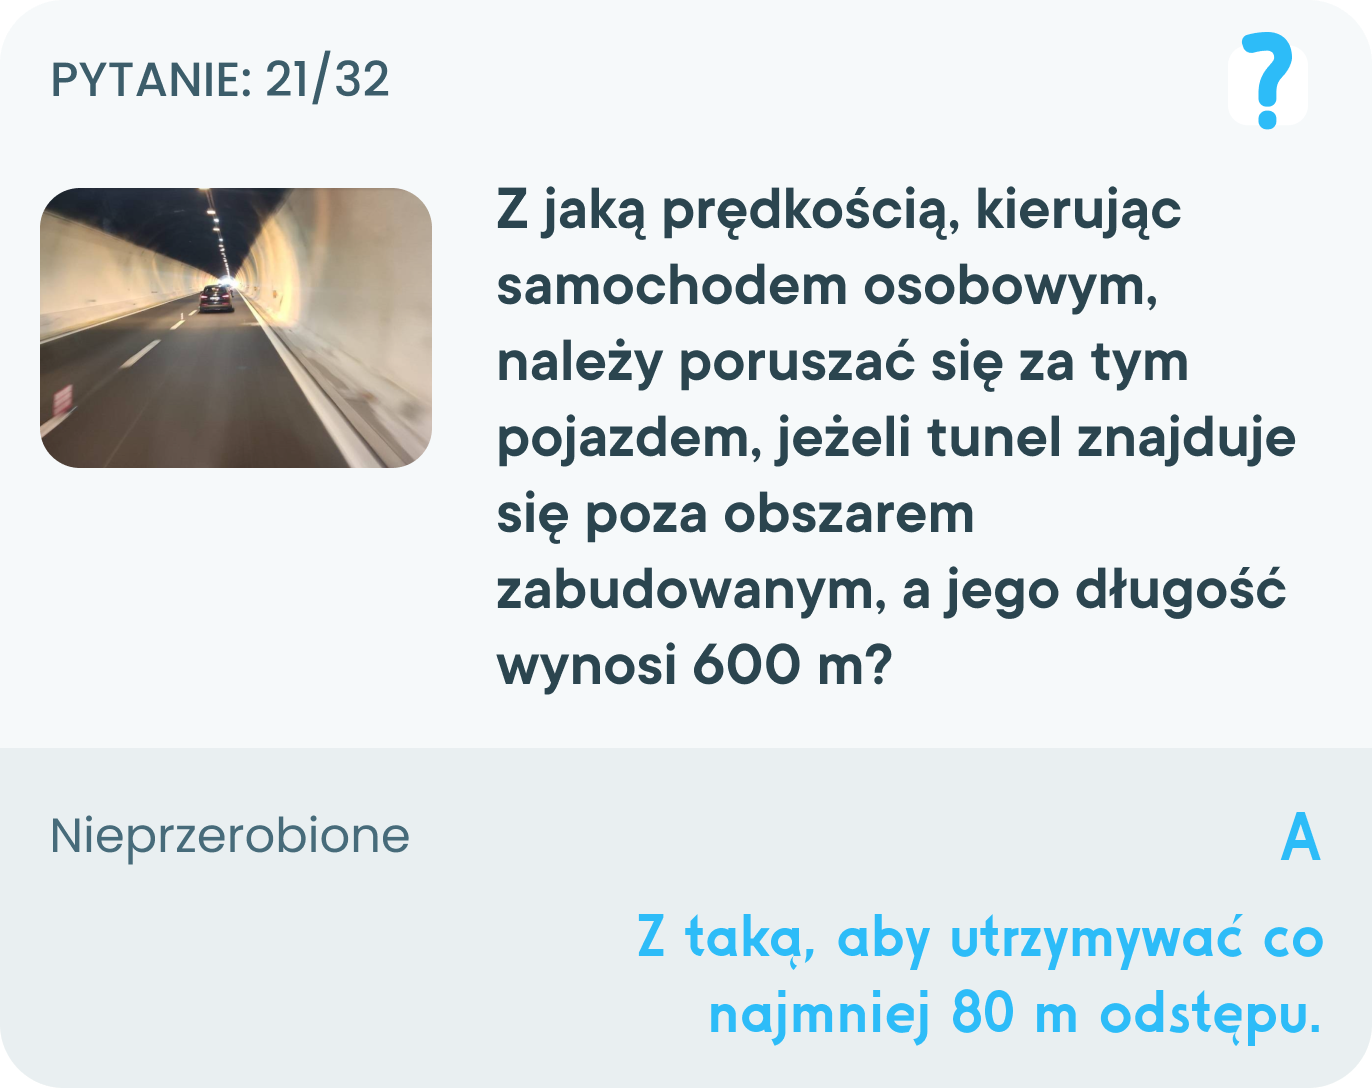 PYTANIE: 21/32
?
Z jaką prędkością, kierując
samochodem osobowym,
należy poruszać się za tym
pojazdem, jeżeli tunel znajduje
się poza obszarem
zabudowanym, a jego długość
wynosi 600 m?
Nieprzerobione
A
Z taką, aby utrzymywać co
najmniej 80 m odstępu.